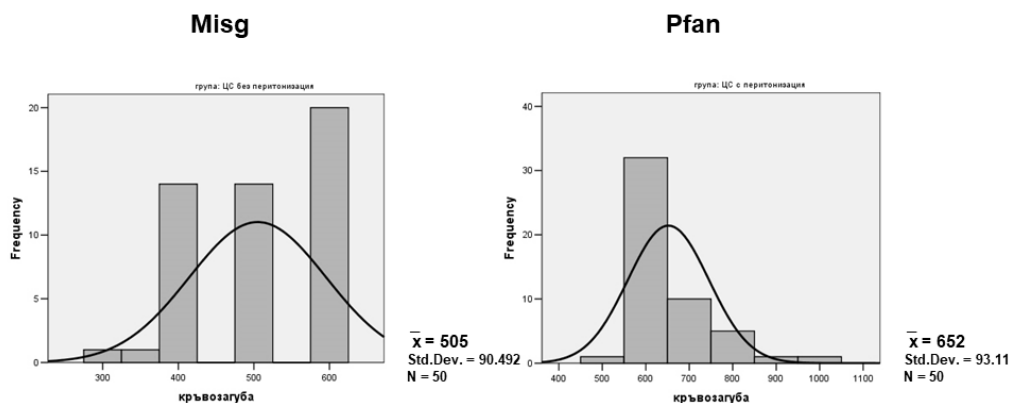 Misg
група: ЦС без перитонизация
20
15
10
5
0
Frequency
300 400 500 600
кръвозагуба
x = 505
Std.Dev. = 90.492
N = 50
Pfan
група: ЦС с перитонизация
40
30
20
10
0
Frequency
400 500 600 700 800 900 1000 1100
кръвозагуба
x = 652
Std.Dev. = 93.11
N = 50